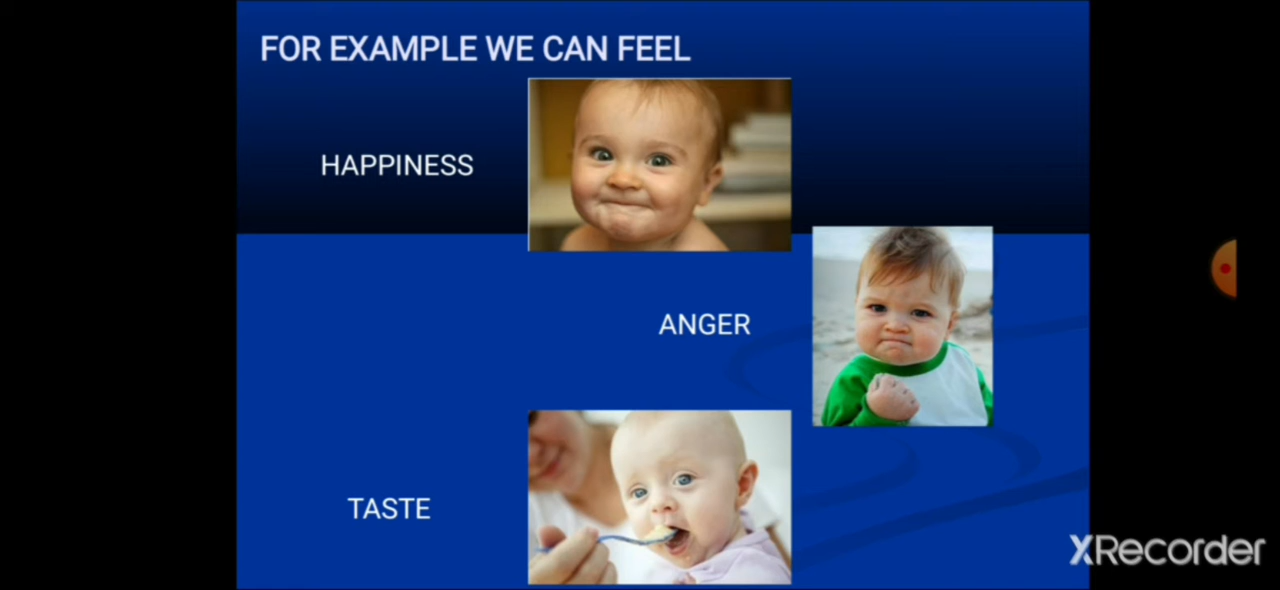 FOR EXAMPLE WE CAN FEEL
HAPPINESS
ANGER
TASTE
XRecorder